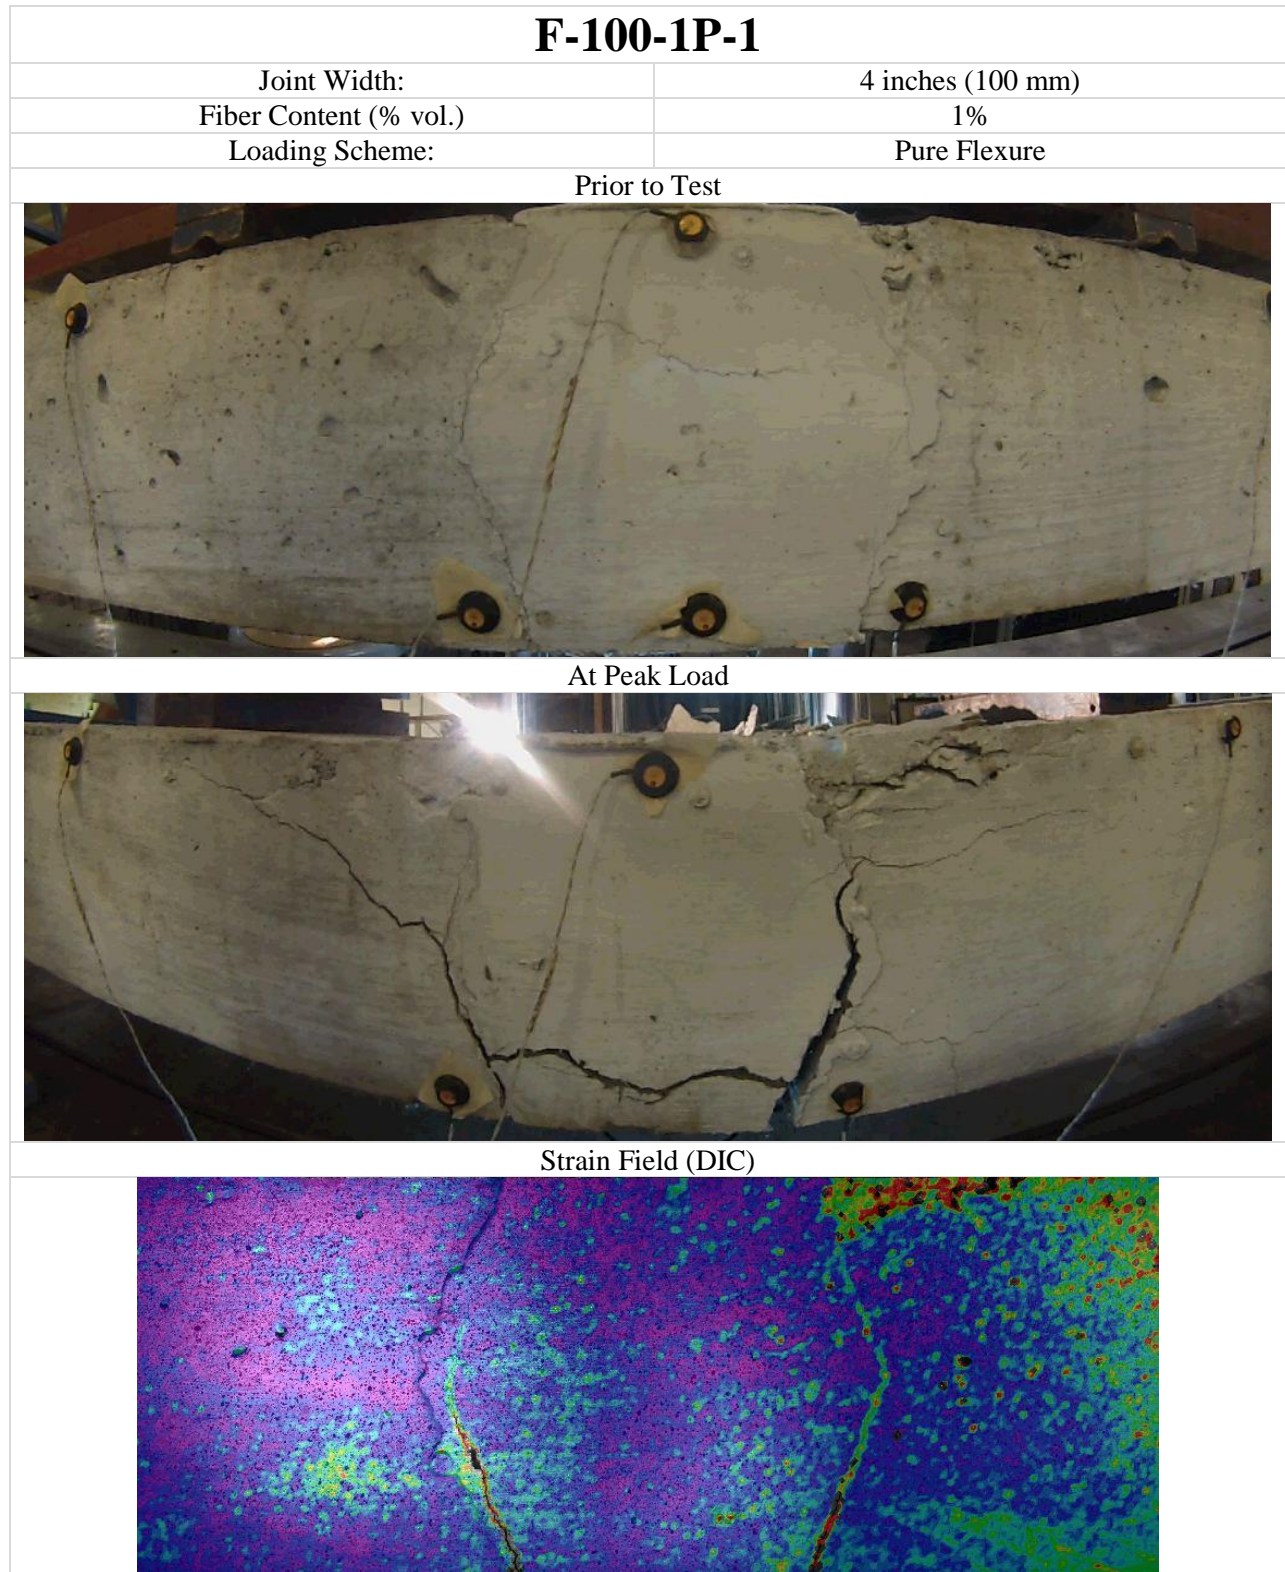 F-100-1P-1
Joint Width: 4 inches (100 mm)
Fiber Content (% vol.) 1%
Loading Scheme: Pure Flexure
Prior to Test
At Peak Load
Strain Field (DIC)